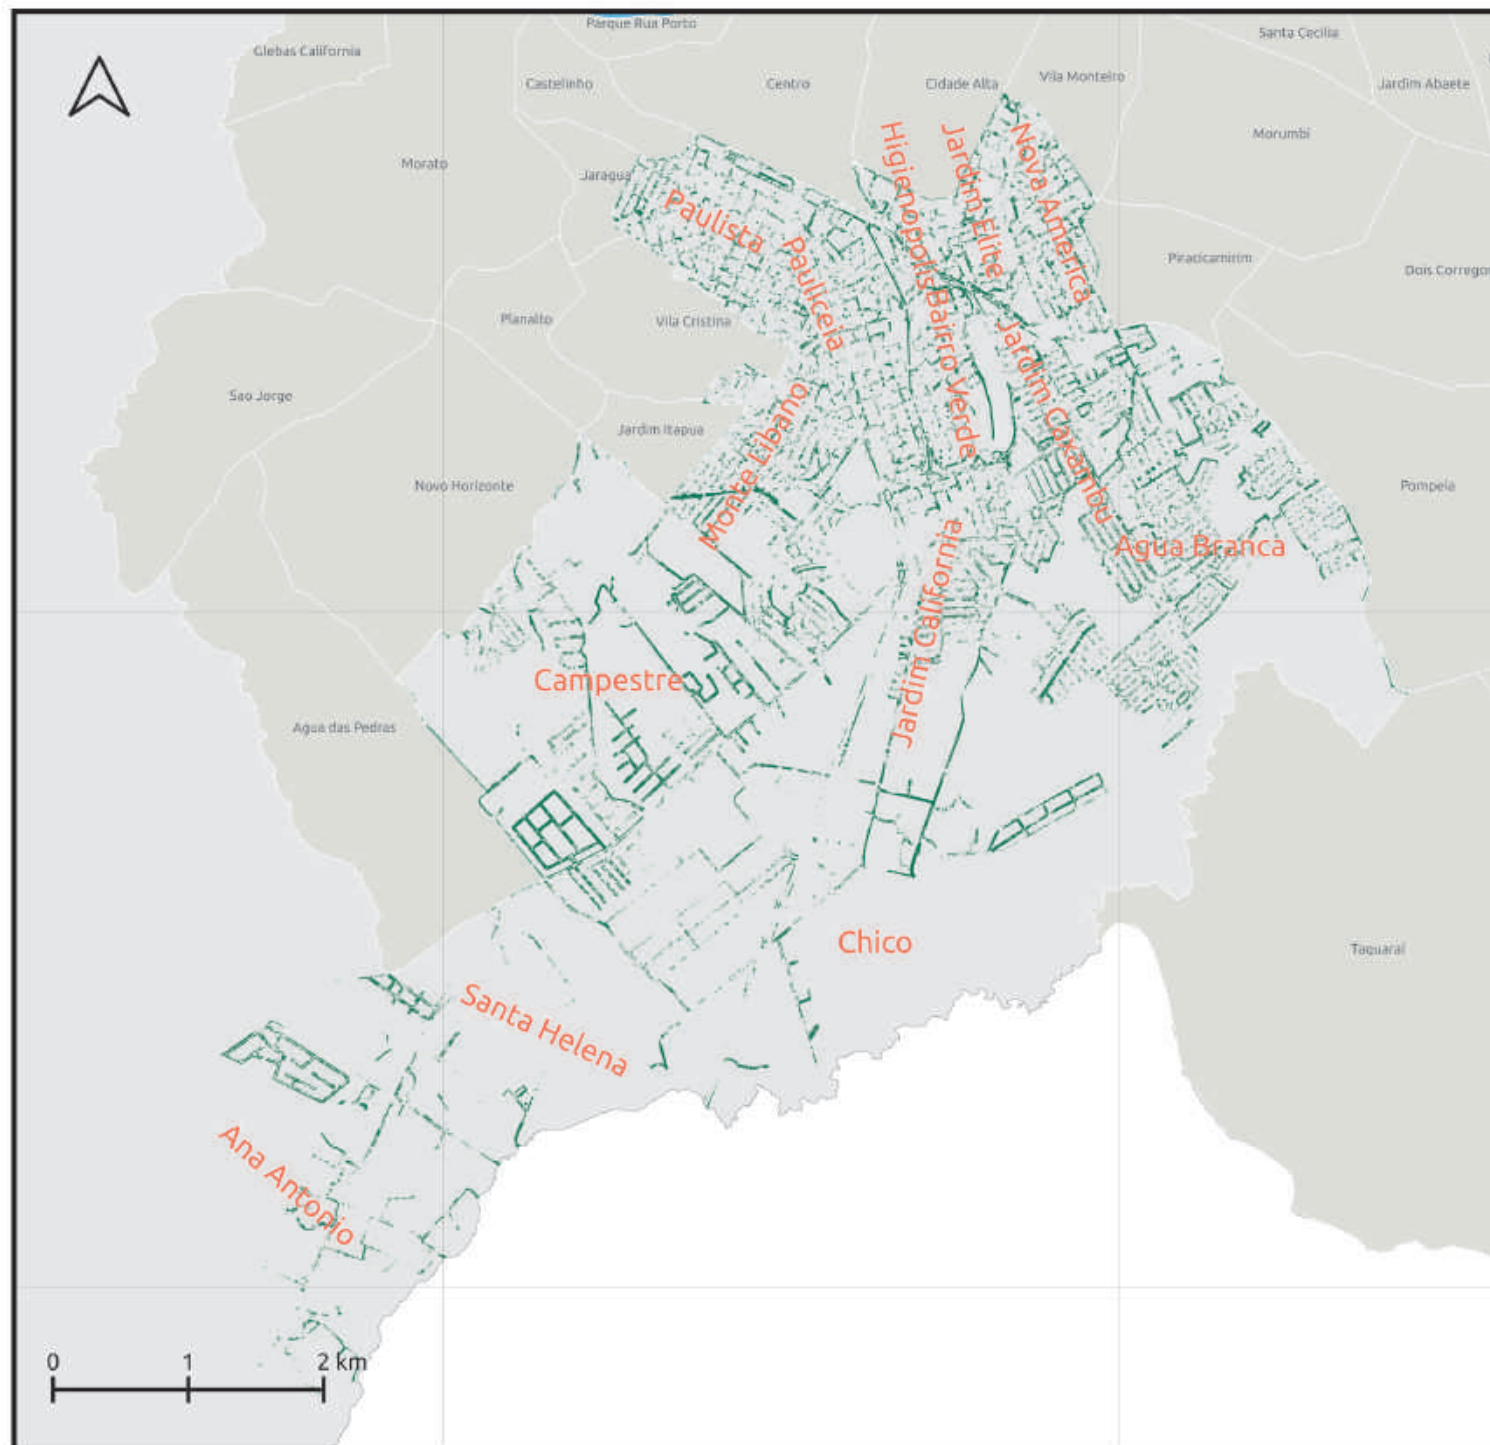 Parque Rua Porto
Santa Cecilia
Glebas California
Castelinho
Centro
Cidade Alta
Vila Monteiro
Jardim Abaete
Morumbi
Morato
Jaragua
Higienopolis
Jardim Elite
Nova America
Paulista
Pauliceia
Piracicamirim
Dois Correg
Planalto
Vila Cristina
Bairro Verde
Jardim Caxambu
Sao Jorge
Monte Libano
Jardim Itapua
Novo Horizonte
Pompeia
Agua Branca
Jardim California
Campestre
Agua das Pedras
Chico
Taquaral
Santa Helena
Ana Antonio
0 1 2 km